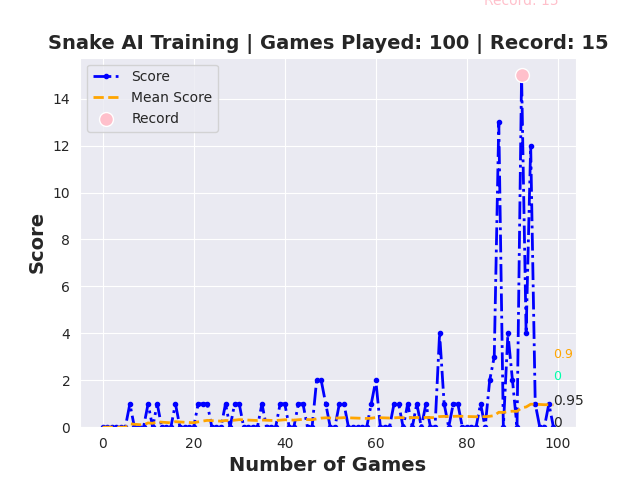 Record: 15
Snake AI Training | Games Played: 100 | Record: 15
Score
Mean Score
Record
14
12
10
8
6
4
2
0
Score
0.9
0
0.95
0
0
20
40
60
80
100
Number of Games